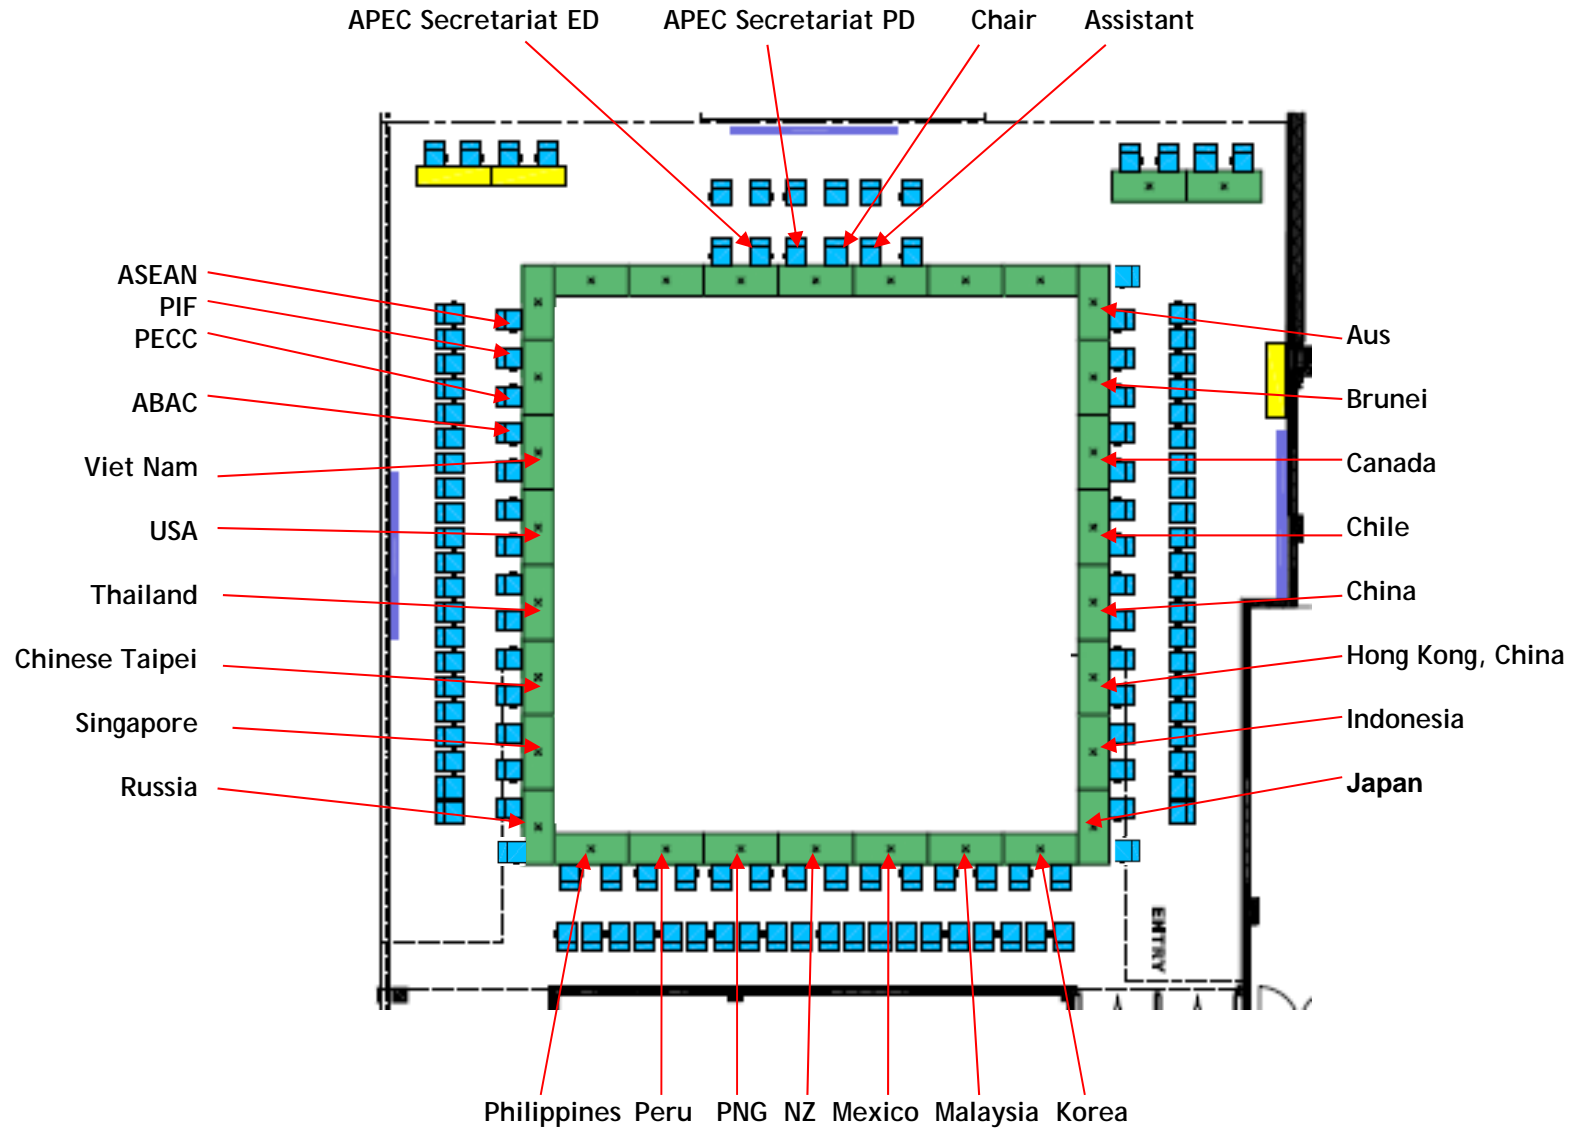 APEC Secretariat ED
APEC Secretariat PD
Chair
Assistant
ASEAN
PIF
PECC
ABAC
Viet Nam
USA
Thailand
Chinese Taipei
Singapore
Russia
Aus
Brunei
Canada
Chile
China
Hong Kong, China
Indonesia
Japan
ENTRY
Philippines
Peru
PNG
NZ
Mexico
Malaysia
Korea